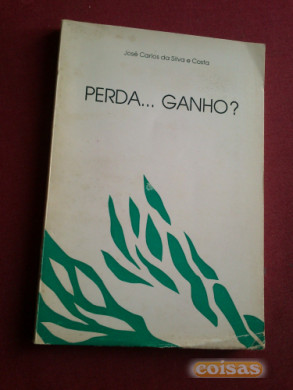 José Carlos da Silva e Costa
PERDA... GANHO?
coisas